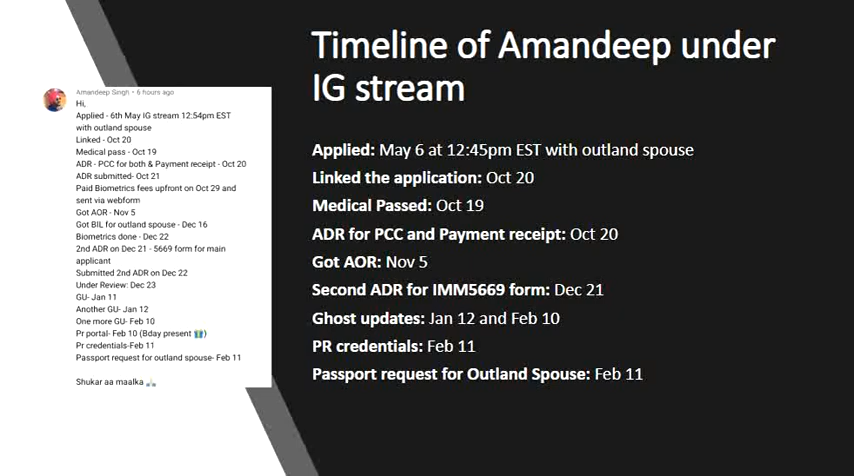 Timeline of Amandeep under
IG stream
Amandeep Singh • 6 hours ago
Hi,
Applied - 6th May IG stream 12:54pm EST
with outland spouse
Linked - Oct 20
Medical pass - Oct 19
ADR - PCC for both & Payment receipt - Oct 20
ADR submitted- Oct 21
Paid Biometrics fees upfront on Oct 29 and
sent via webform
Got AOR - Nov 5
Got BIL for outland spouse - Dec 16
Biometrics done - Dec 22
2nd ADR on Dec 21 - 5669 form for main
applicant
Submitted 2nd ADR on Dec 22
Under Review: Dec 23
GU- Jan 11
Another GU- Jan 12
One more GU- Feb 10
Pr portal- Feb 10 (Bday present 🎁)
Pr credentials-Feb 11
Passport request for outland spouse- Feb 11
Shukar aa maalka 🙏
Applied: May 6 at 12:45pm EST with outland spouse
Linked the application: Oct 20
Medical Passed: Oct 19
ADR for PCC and Payment receipt: Oct 20
Got AOR: Nov 5
Second ADR for IMM5669 form: Dec 21
Ghost updates: Jan 12 and Feb 10
PR credentials: Feb 11
Passport request for Outland Spouse: Feb 11